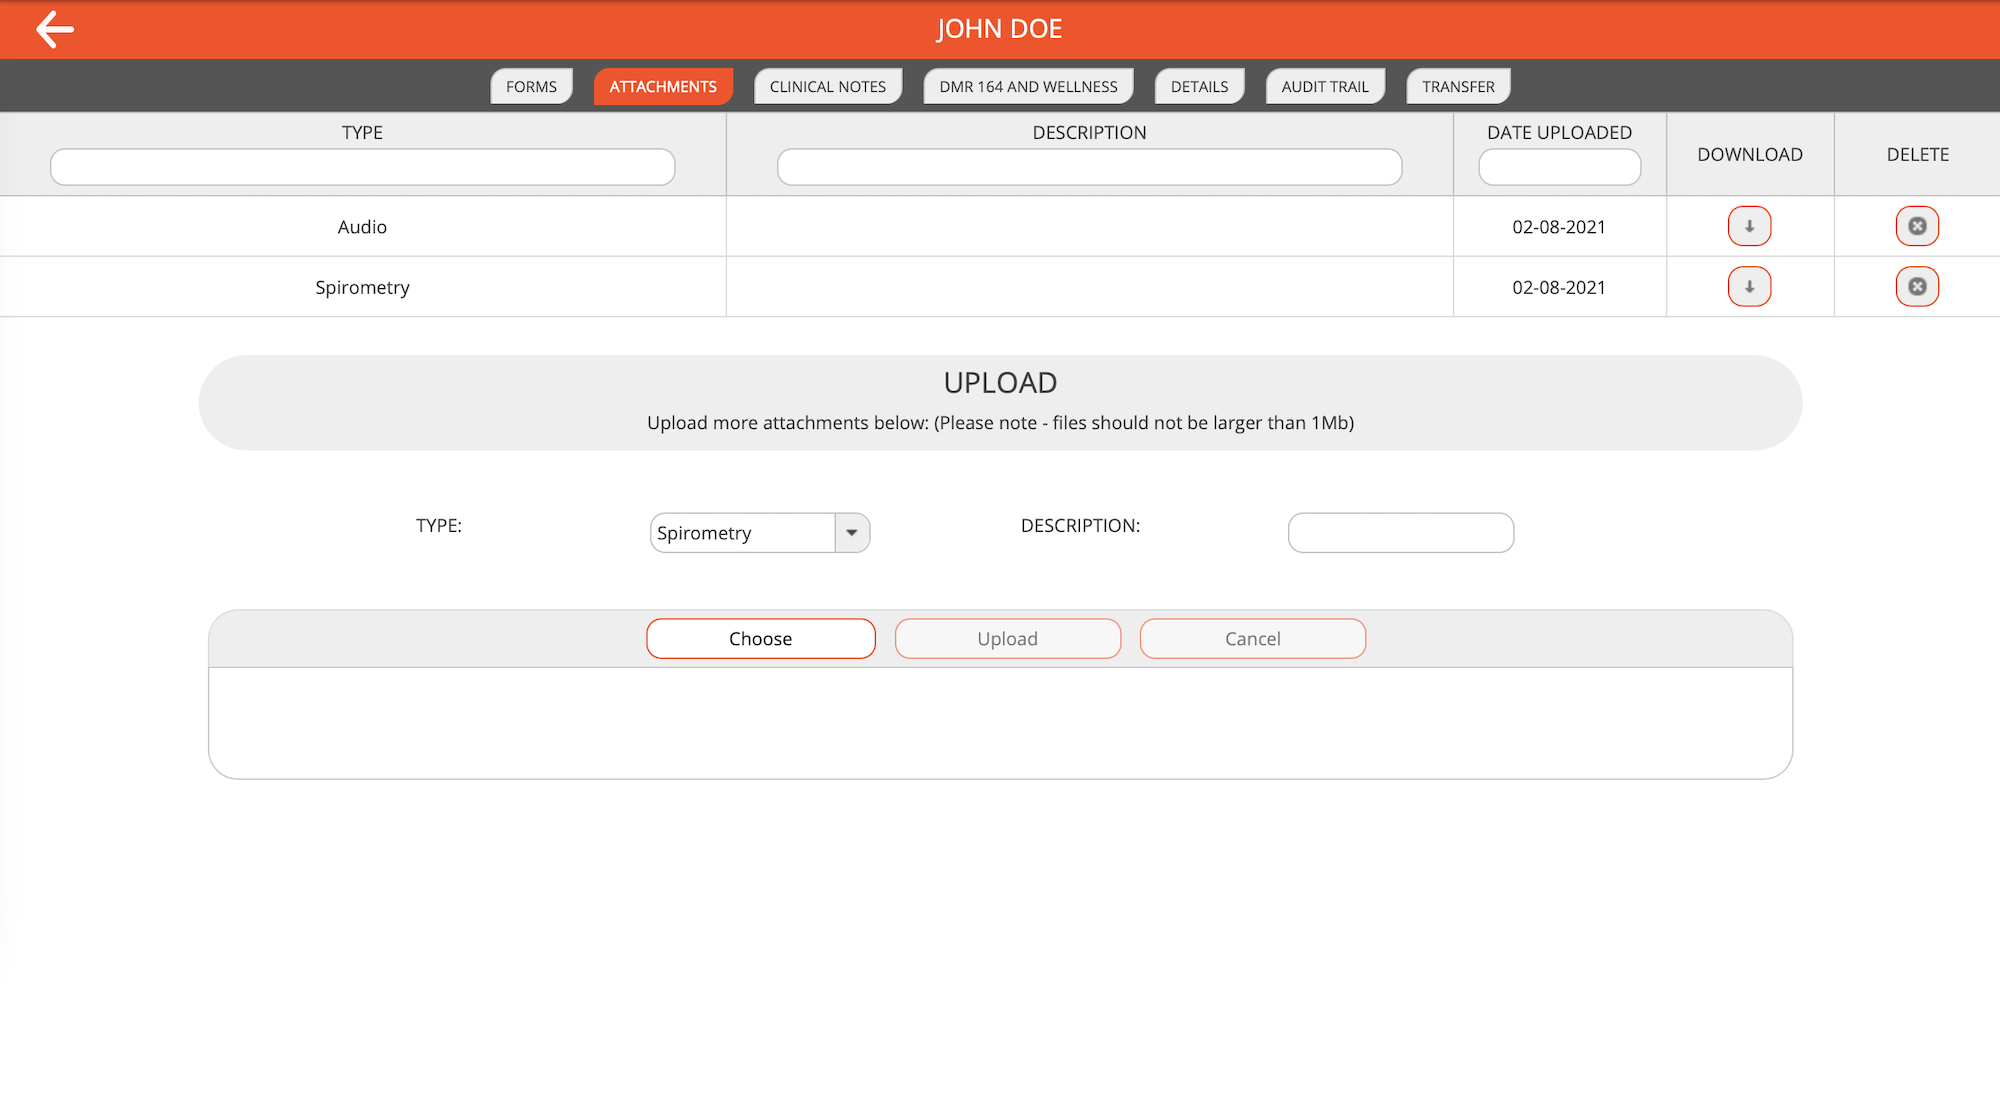 JOHN DOE
FORMS ATTACHMENTS CLINICAL NOTES DMR 164 AND WELLNESS DETAILS AUDIT TRAIL TRANSFER
TYPE DESCRIPTION DATE UPLOADED DOWNLOAD DELETE
Audio 02-08-2021
Spirometry 02-08-2021
UPLOAD
Upload more attachments below: (Please note - files should not be larger than 1Mb)
TYPE: Spirometry DESCRIPTION:
Choose Upload Cancel